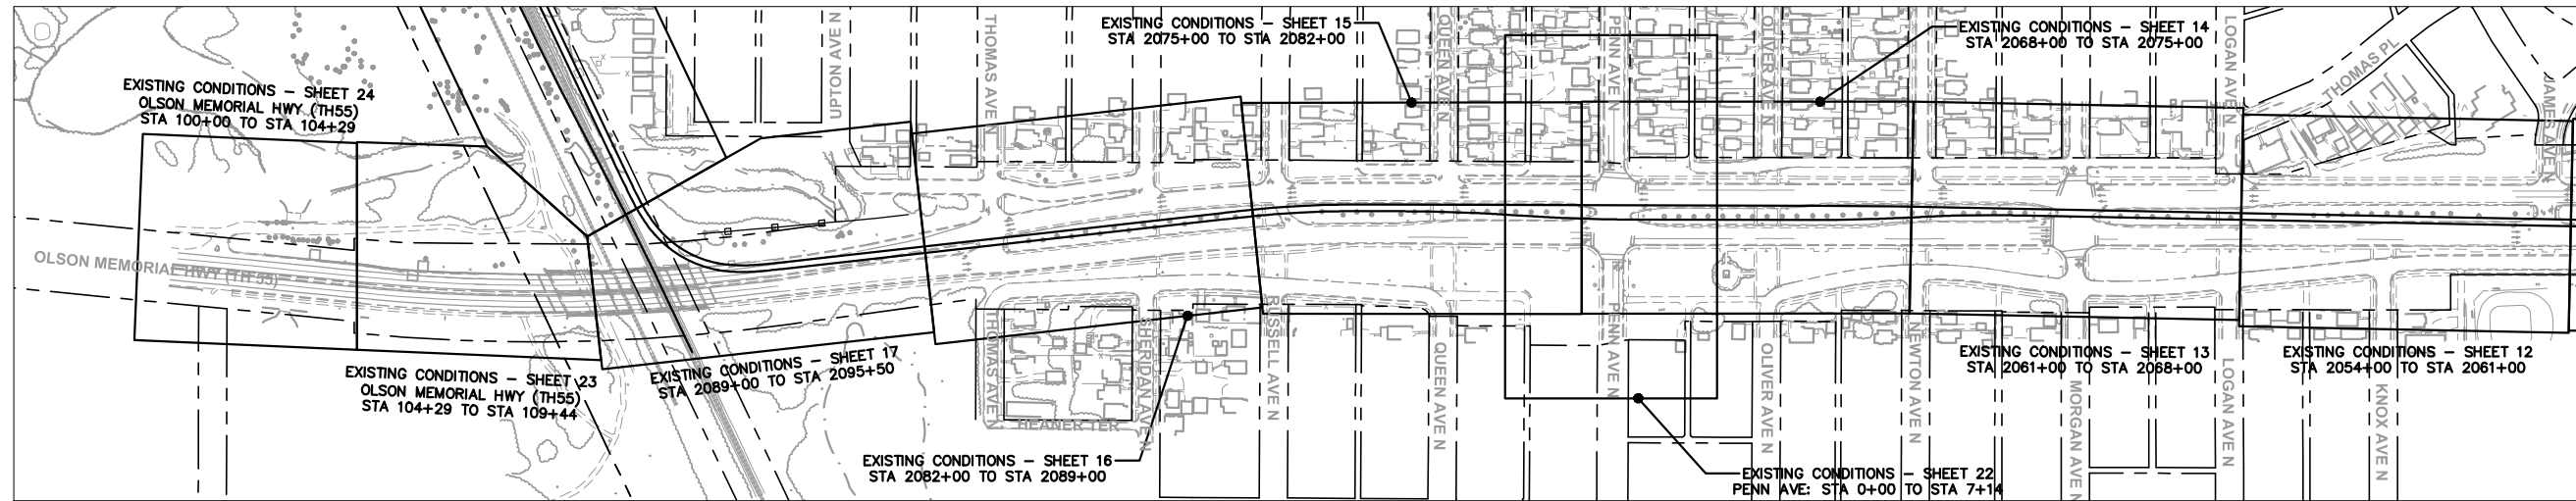 EXISTING CONDITIONS – SHEET 15
STA 2075+00 TO STA 2082+00
EXISTING CONDITIONS – SHEET 14
STA 2068+00 TO STA 2075+00
UPTON AVE N
THOMAS AVE N
QUEEN AVE N
PENN AVE N
OLIVER AVE N
LOGAN AVE N
THOMAS PL
JAMES AVE N
EXISTING CONDITIONS – SHEET 24
OLSON MEMORIAL HWY (TH55)
STA 100+00 TO STA 104+29
OLSON MEMORIAL HWY (TH 55)
EXISTING CONDITIONS – SHEET 23
OLSON MEMORIAL HWY (TH55)
STA 104+29 TO STA 109+44
EXISTING CONDITIONS – SHEET 17
STA 2089+00 TO STA 2095+50
THOMAS AVE N
HEANER TER
SHERIDAN AVE N
RUSSELL AVE N
QUEEN AVE N
PENN AVE N
OLIVER AVE N
NEWTON AVE N
MORGAN AVE N
LOGAN AVE N
KNOX AVE N
EXISTING CONDITIONS – SHEET 13
STA 2061+00 TO STA 2068+00
EXISTING CONDITIONS – SHEET 12
STA 2054+00 TO STA 2061+00
EXISTING CONDITIONS – SHEET 16
STA 2082+00 TO STA 2089+00
EXISTING CONDITIONS – SHEET 22
PENN AVE: STA 0+00 TO STA 7+14